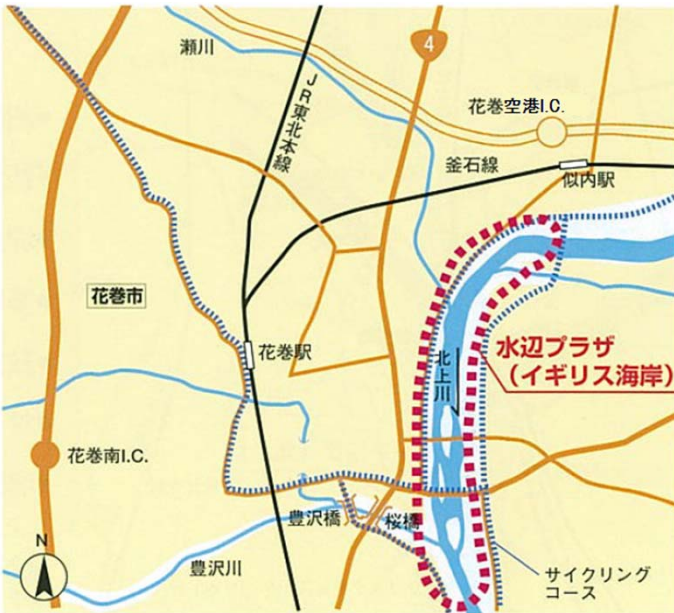 瀬川
4
JR東北本線
花巻空港I.C.
釜石線
似内駅
花巻市
花巻駅
北上川
水辺プラザ
(イギリス海岸)
花巻南I.C.
豊沢橋
桜橋
N
豊沢川
サイクリング
コース